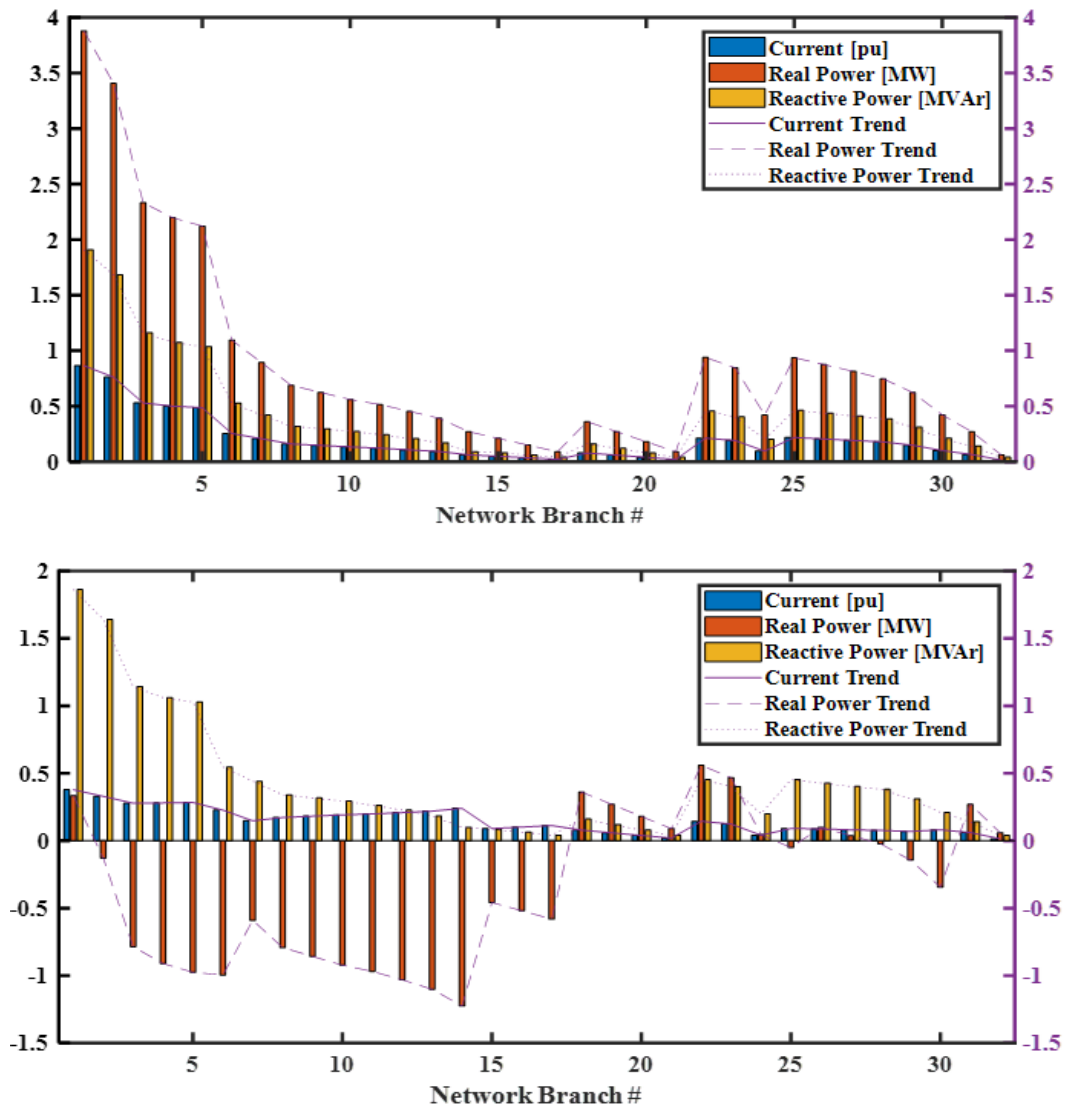 4
3.5
3
2.5
2
1.5
1
0.5
0
4
3.5
3
2.5
2
1.5
1
0.5
0
Current [pu]
Real Power [MW]
Reactive Power [MVAr]
Current Trend
Real Power Trend
Reactive Power Trend
5 10 15 20 25 30
Network Branch #
2
1.5
1
0.5
0
-0.5
-1
-1.5
2
1.5
1
0.5
0
-0.5
-1
-1.5
Current [pu]
Real Power [MW]
Reactive Power [MVAr]
Current Trend
Real Power Trend
Reactive Power Trend
5 10 15 20 25 30
Network Branch #